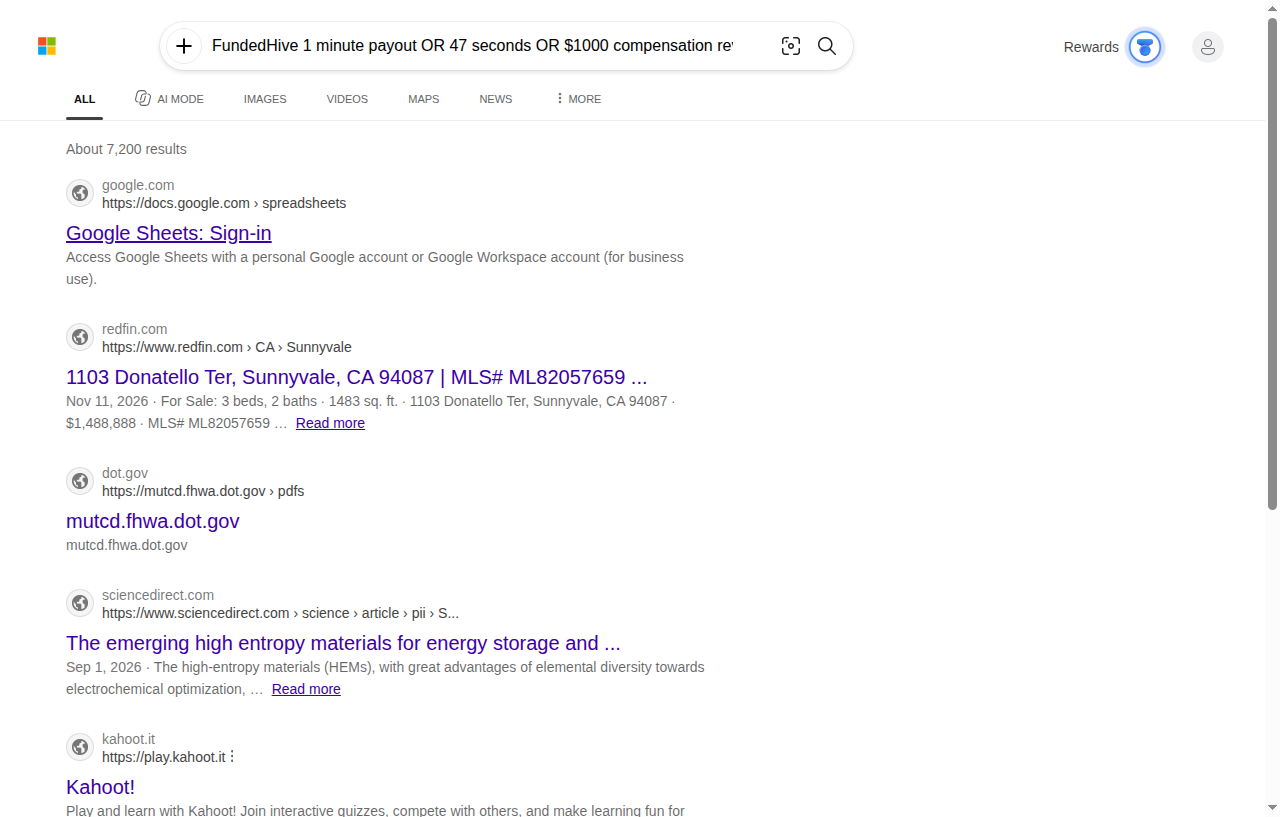 FundedHive 1 minute payout OR 47 seconds OR $1000 compensation rev
Rewards
ALL
AI MODE
IMAGES
VIDEOS
MAPS
NEWS
MORE
About 7,200 results
google.com
https://docs.google.com › spreadsheets
Google Sheets: Sign-in
Access Google Sheets with a personal Google account or Google Workspace account (for business
use).
redfin.com
https://www.redfin.com › CA › Sunnyvale
1103 Donatello Ter, Sunnyvale, CA 94087 | MLS# ML82057659 ...
Nov 11, 2026 · For Sale: 3 beds, 2 baths · 1483 sq. ft. · 1103 Donatello Ter, Sunnyvale, CA 94087 ·
$1,488,888 · MLS# ML82057659 … Read more
dot.gov
https://mutcd.fhwa.dot.gov › pdfs
mutcd.fhwa.dot.gov
mutcd.fhwa.dot.gov
sciencedirect.com
https://www.sciencedirect.com › science › article › pii › S...
The emerging high entropy materials for energy storage and ...
Sep 1, 2026 · The high-entropy materials (HEMs), with great advantages of elemental diversity towards
electrochemical optimization, … Read more
kahoot.it
https://play.kahoot.it
Kahoot!
Play and learn with Kahoot! Join interactive quizzes, compete with others, and make learning fun for